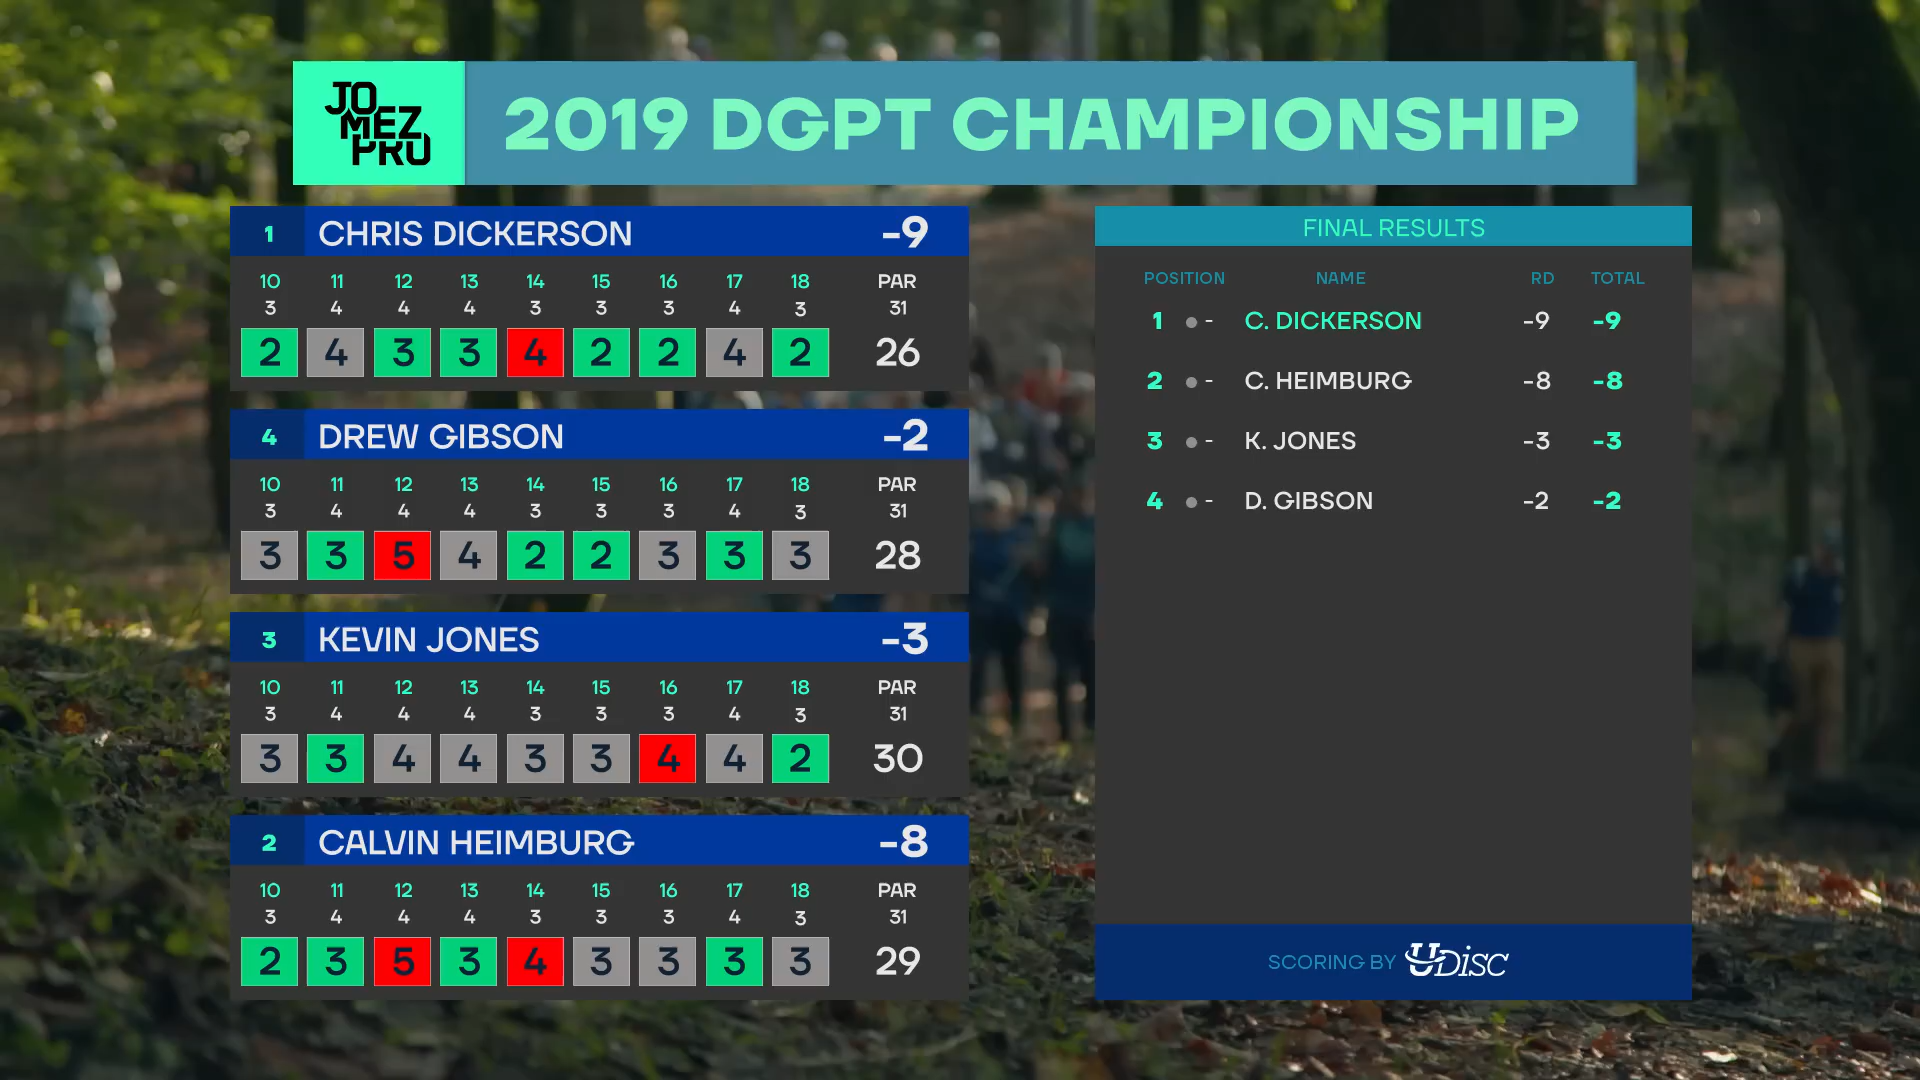 JO
MEZ
PRO
2019 DGPT CHAMPIONSHIP
1 CHRIS DICKERSON -9
10 11 12 13 14 15 16 17 18 PAR
3 4 4 4 3 3 3 4 3 31
2 4 3 3 4 2 2 4 2 26
4 DREW GIBSON -2
10 11 12 13 14 15 16 17 18 PAR
3 4 4 4 3 3 3 4 3 31
3 3 5 4 2 2 3 3 3 28
3 KEVIN JONES -3
10 11 12 13 14 15 16 17 18 PAR
3 4 4 4 3 3 3 4 3 31
3 3 4 4 3 3 4 4 2 30
2 CALVIN HEIMBURG -8
10 11 12 13 14 15 16 17 18 PAR
3 4 4 4 3 3 3 4 3 31
2 3 5 3 4 3 3 3 3 29
FINAL RESULTS
POSITION NAME RD TOTAL
1 ● - C. DICKERSON -9 -9
2 ● - C. HEIMBURG -8 -8
3 ● - K. JONES -3 -3
4 ● - D. GIBSON -2 -2
SCORING BY UDisc